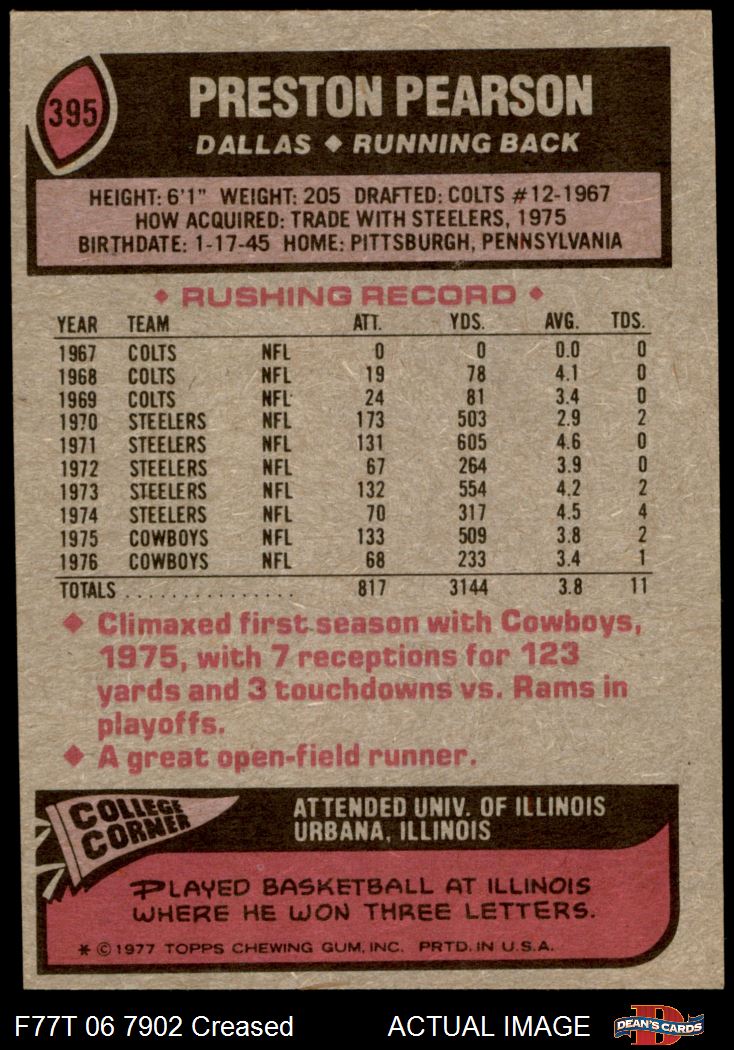 395
PRESTON PEARSON
DALLAS ◆ RUNNING BACK
HEIGHT: 6'1" WEIGHT: 205 DRAFTED: COLTS #12-1967
HOW ACQUIRED: TRADE WITH STEELERS, 1975
BIRTHDATE: 1-17-45 HOME: PITTSBURGH, PENNSYLVANIA
◆ RUSHING RECORD ◆
YEAR TEAM ATT. YDS. AVG. TDS.
1967 COLTS NFL 0 0 0.0 0
1968 COLTS NFL 19 78 4.1 0
1969 COLTS NFL 24 81 3.4 0
1970 STEELERS NFL 173 503 2.9 2
1971 STEELERS NFL 131 605 4.6 0
1972 STEELERS NFL 67 264 3.9 0
1973 STEELERS NFL 132 554 4.2 2
1974 STEELERS NFL 70 317 4.5 4
1975 COWBOYS NFL 133 509 3.8 2
1976 COWBOYS NFL 68 233 3.4 1
TOTALS . . . . . . . . . . . . . . . 817 3144 3.8 11
◆ Climaxed first season with Cowboys,
1975, with 7 receptions for 123
yards and 3 touchdowns vs. Rams in
playoffs.
◆ A great open-field runner.
COLLEGE
CORNER
ATTENDED UNIV. OF ILLINOIS
URBANA, ILLINOIS
PLAYED BASKETBALL AT ILLINOIS
WHERE HE WON THREE LETTERS.
* © 1977 TOPPS CHEWING GUM, INC. PRTD. IN U.S.A.
F77T 06 7902 Creased ACTUAL IMAGE
D
DEAN'S CARDS